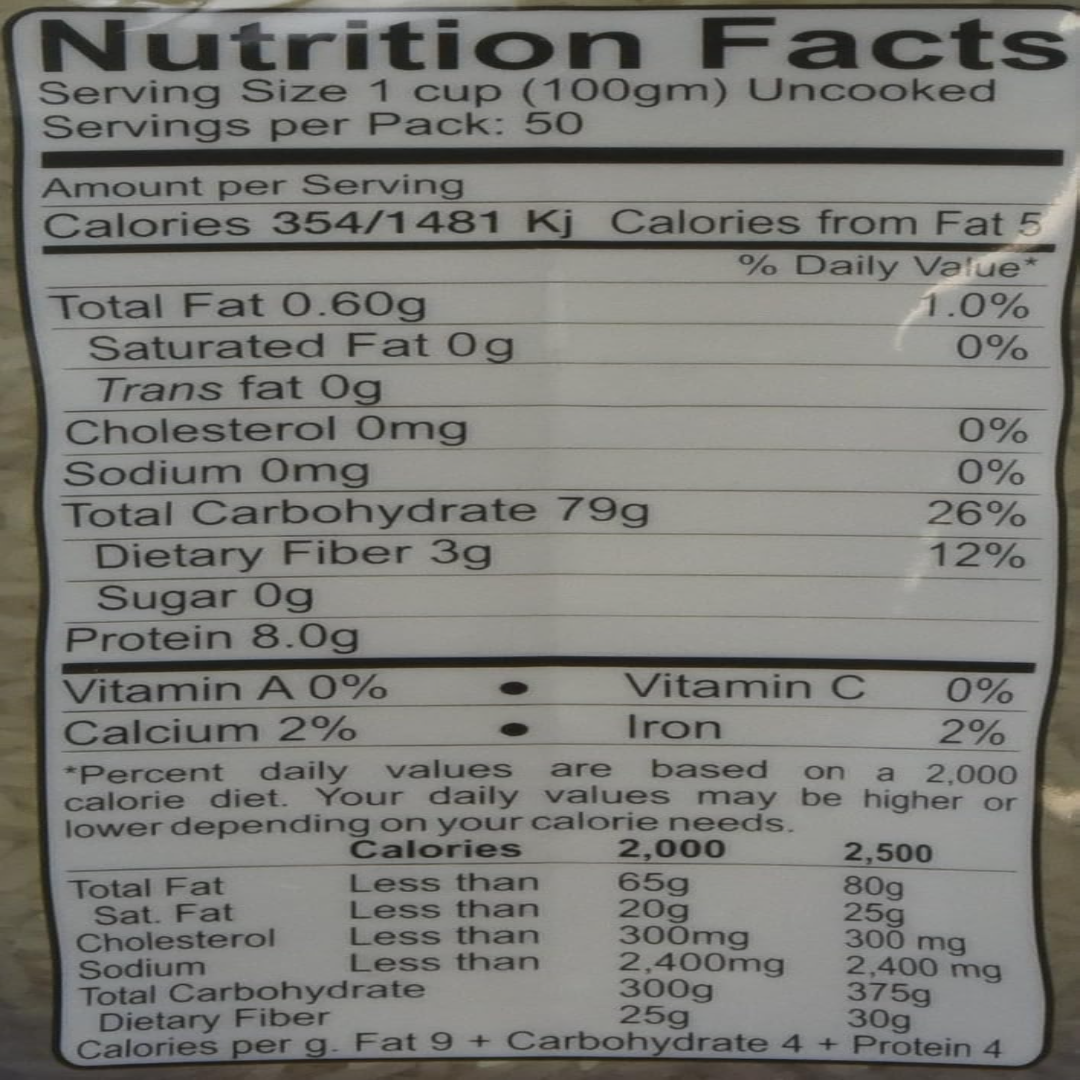 Nutrition Facts
Serving Size 1 cup (100gm) Uncooked
Servings per Pack: 50
Amount per Serving
Calories 354/1481 Kj Calories from Fat 5
% Daily Value*
Total Fat 0.60g 1.0%
Saturated Fat 0g 0%
Trans fat 0g
Cholesterol 0mg 0%
Sodium 0mg 0%
Total Carbohydrate 79g 26%
Dietary Fiber 3g 12%
Sugar 0g
Protein 8.0g
Vitamin A 0% • Vitamin C 0%
Calcium 2% • Iron 2%
*Percent daily values are based on a 2,000
calorie diet. Your daily values may be higher or
lower depending on your calorie needs.
Calories 2,000 2,500
Total Fat Less than 65g 80g
Sat. Fat Less than 20g 25g
Cholesterol Less than 300mg 300 mg
Sodium Less than 2,400mg 2,400 mg
Total Carbohydrate 300g 375g
Dietary Fiber 25g 30g
Calories per g. Fat 9 + Carbohydrate 4 + Protein 4